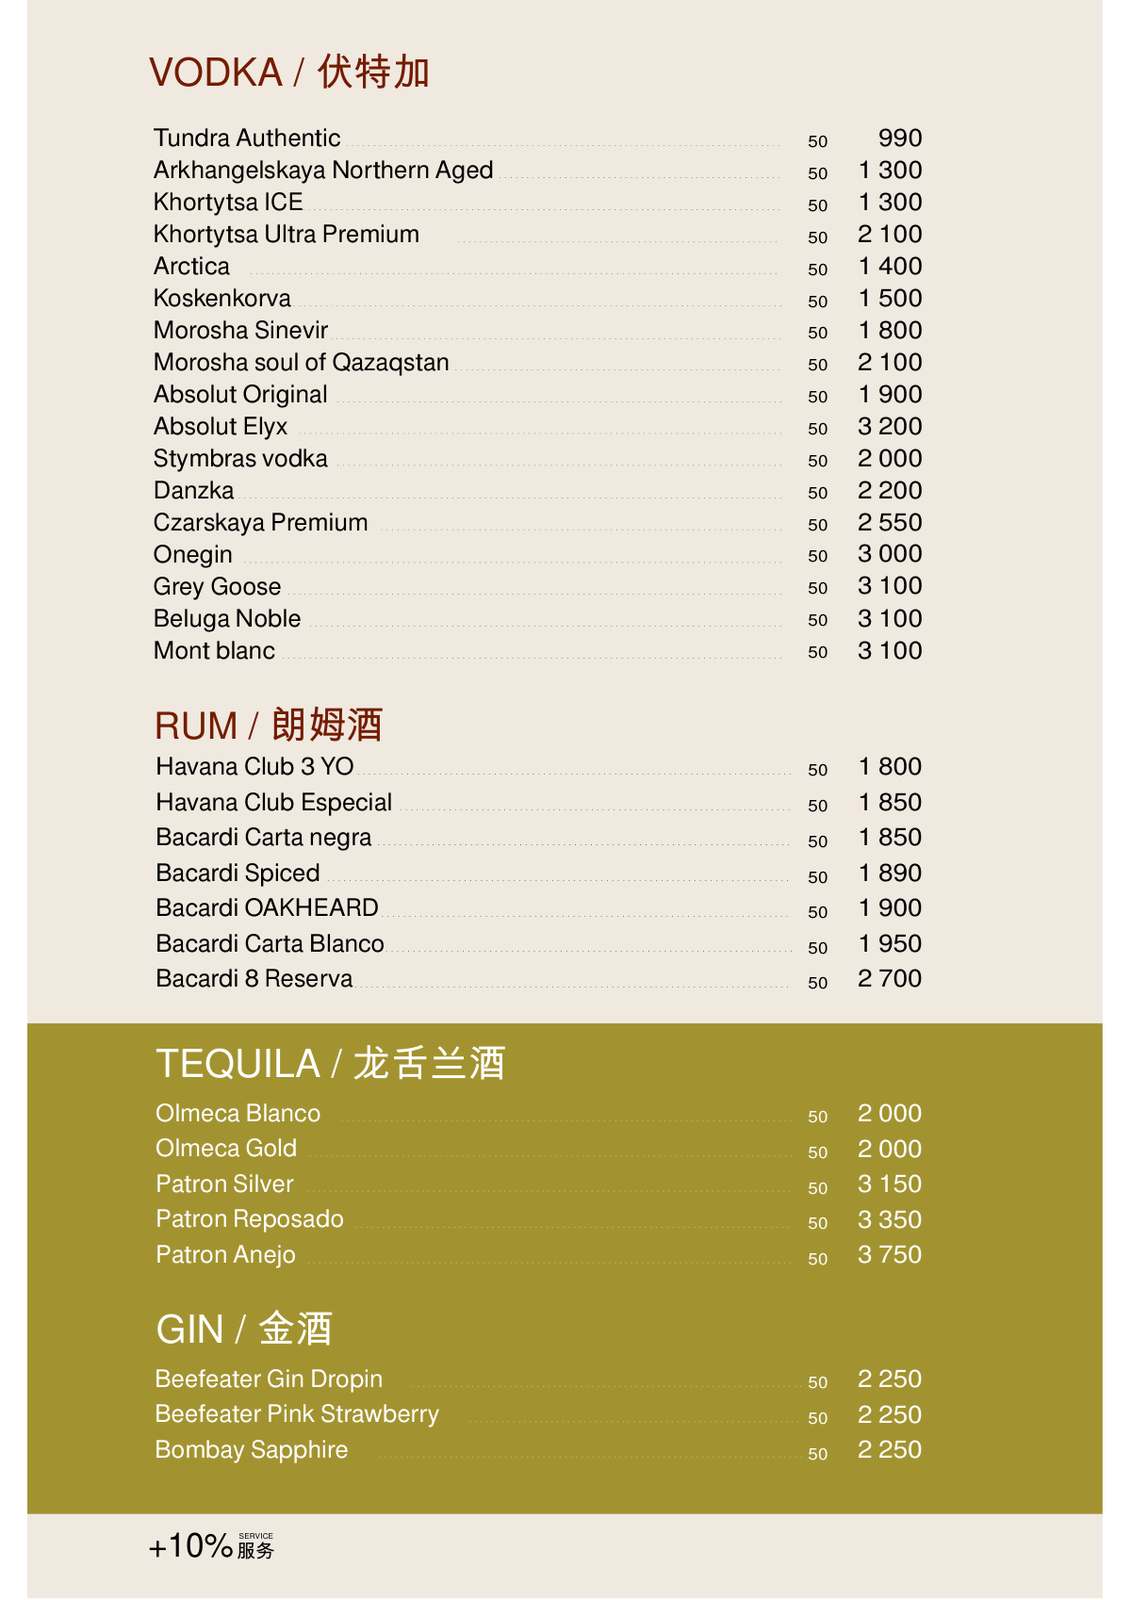 VODKA / 伏特加
Tundra Authentic 50 990
Arkhangelskaya Northern Aged 50 1 300
Khortytsa ICE 50 1 300
Khortytsa Ultra Premium 50 2 100
Arctica 50 1 400
Koskenkorva 50 1 500
Morosha Sinevir 50 1 800
Morosha soul of Qazaqstan 50 2 100
Absolut Original 50 1 900
Absolut Elyx 50 3 200
Stymbras vodka 50 2 000
Danzka 50 2 200
Czarskaya Premium 50 2 550
Onegin 50 3 000
Grey Goose 50 3 100
Beluga Noble 50 3 100
Mont blanc 50 3 100
RUM / 朗姆酒
Havana Club 3 YO 50 1 800
Havana Club Especial 50 1 850
Bacardi Carta negra 50 1 850
Bacardi Spiced 50 1 890
Bacardi OAKHEARD 50 1 900
Bacardi Carta Blanco 50 1 950
Bacardi 8 Reserva 50 2 700
TEQUILA / 龙舌兰酒
Olmeca Blanco 50 2 000
Olmeca Gold 50 2 000
Patron Silver 50 3 150
Patron Reposado 50 3 350
Patron Anejo 50 3 750
GIN / 金酒
Beefeater Gin Dropin 50 2 250
Beefeater Pink Strawberry 50 2 250
Bombay Sapphire 50 2 250
+10% SERVICE
服务